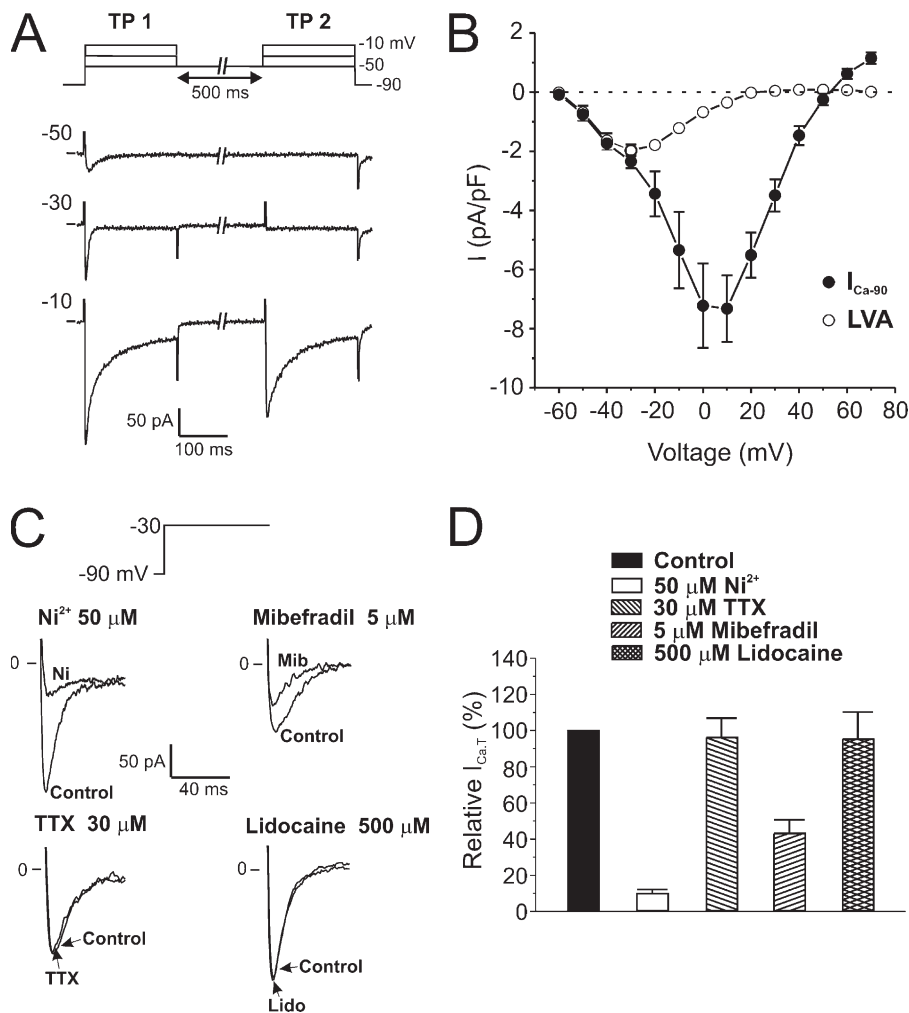 A
TP 1
TP 2
-10 mV
-50
-90
500 ms
-50
-30
-10
50 pA
100 ms
B
2
0
-2
-4
-6
-8
-10
I (pA/pF)
-60 -40 -20 0 20 40 60 80
Voltage (mV)
I Ca-90
LVA
C
-30
-90 mV
Ni2+ 50 μM
0
Ni
Control
Mibefradil 5 μM
0
Mib
Control
50 pA
40 ms
TTX 30 μM
0
Control
TTX
Lidocaine 500 μM
0
Control
Lido
D
Control
50 μM Ni2+
30 μM TTX
5 μM Mibefradil
500 μM Lidocaine
140
120
100
80
60
40
20
0
Relative I Ca.T (%)